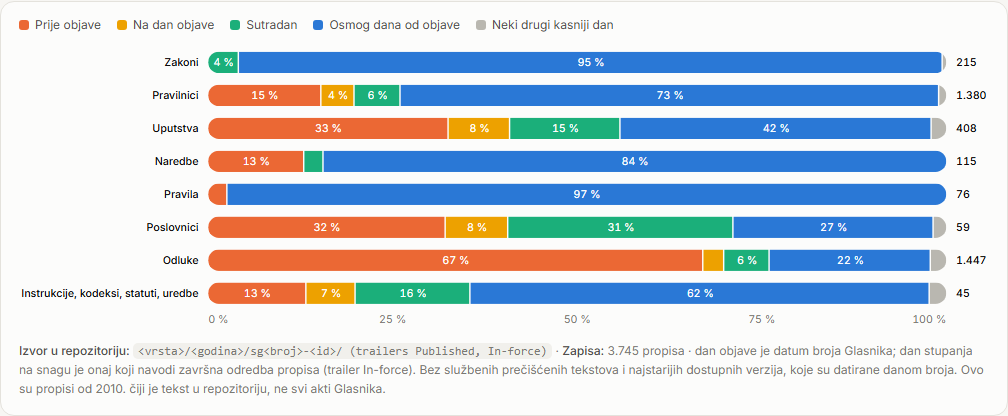 Prije objave Na dan objave Sutradan Osmog dana od objave Neki drugi kasniji dan
Zakoni 4 % 95 % 215
Pravilnici 15 % 4 % 6 % 73 % 1.380
Uputstva 33 % 8 % 15 % 42 % 408
Naredbe 13 % 84 % 115
Pravila 97 % 76
Poslovnici 32 % 8 % 31 % 27 % 59
Odluke 67 % 6 % 22 % 1.447
Instrukcije, kodeksi, statuti, uredbe 13 % 7 % 16 % 62 % 45
0 % 25 % 50 % 75 % 100 %
Izvor u repozitoriju: <vrsta>/<godina>/sg<broj>-<id>/ (trailers Published, In-force) · Zapisa: 3.745 propisa · dan objave je datum broja Glasnika; dan stupanja
na snagu je onaj koji navodi završna odredba propisa (trailer In-force). Bez službenih prečišćenih tekstova i najstarijih dostupnih verzija, koje su datirane danom broja. Ovo
su propisi od 2010. čiji je tekst u repozitoriju, ne svi akti Glasnika.